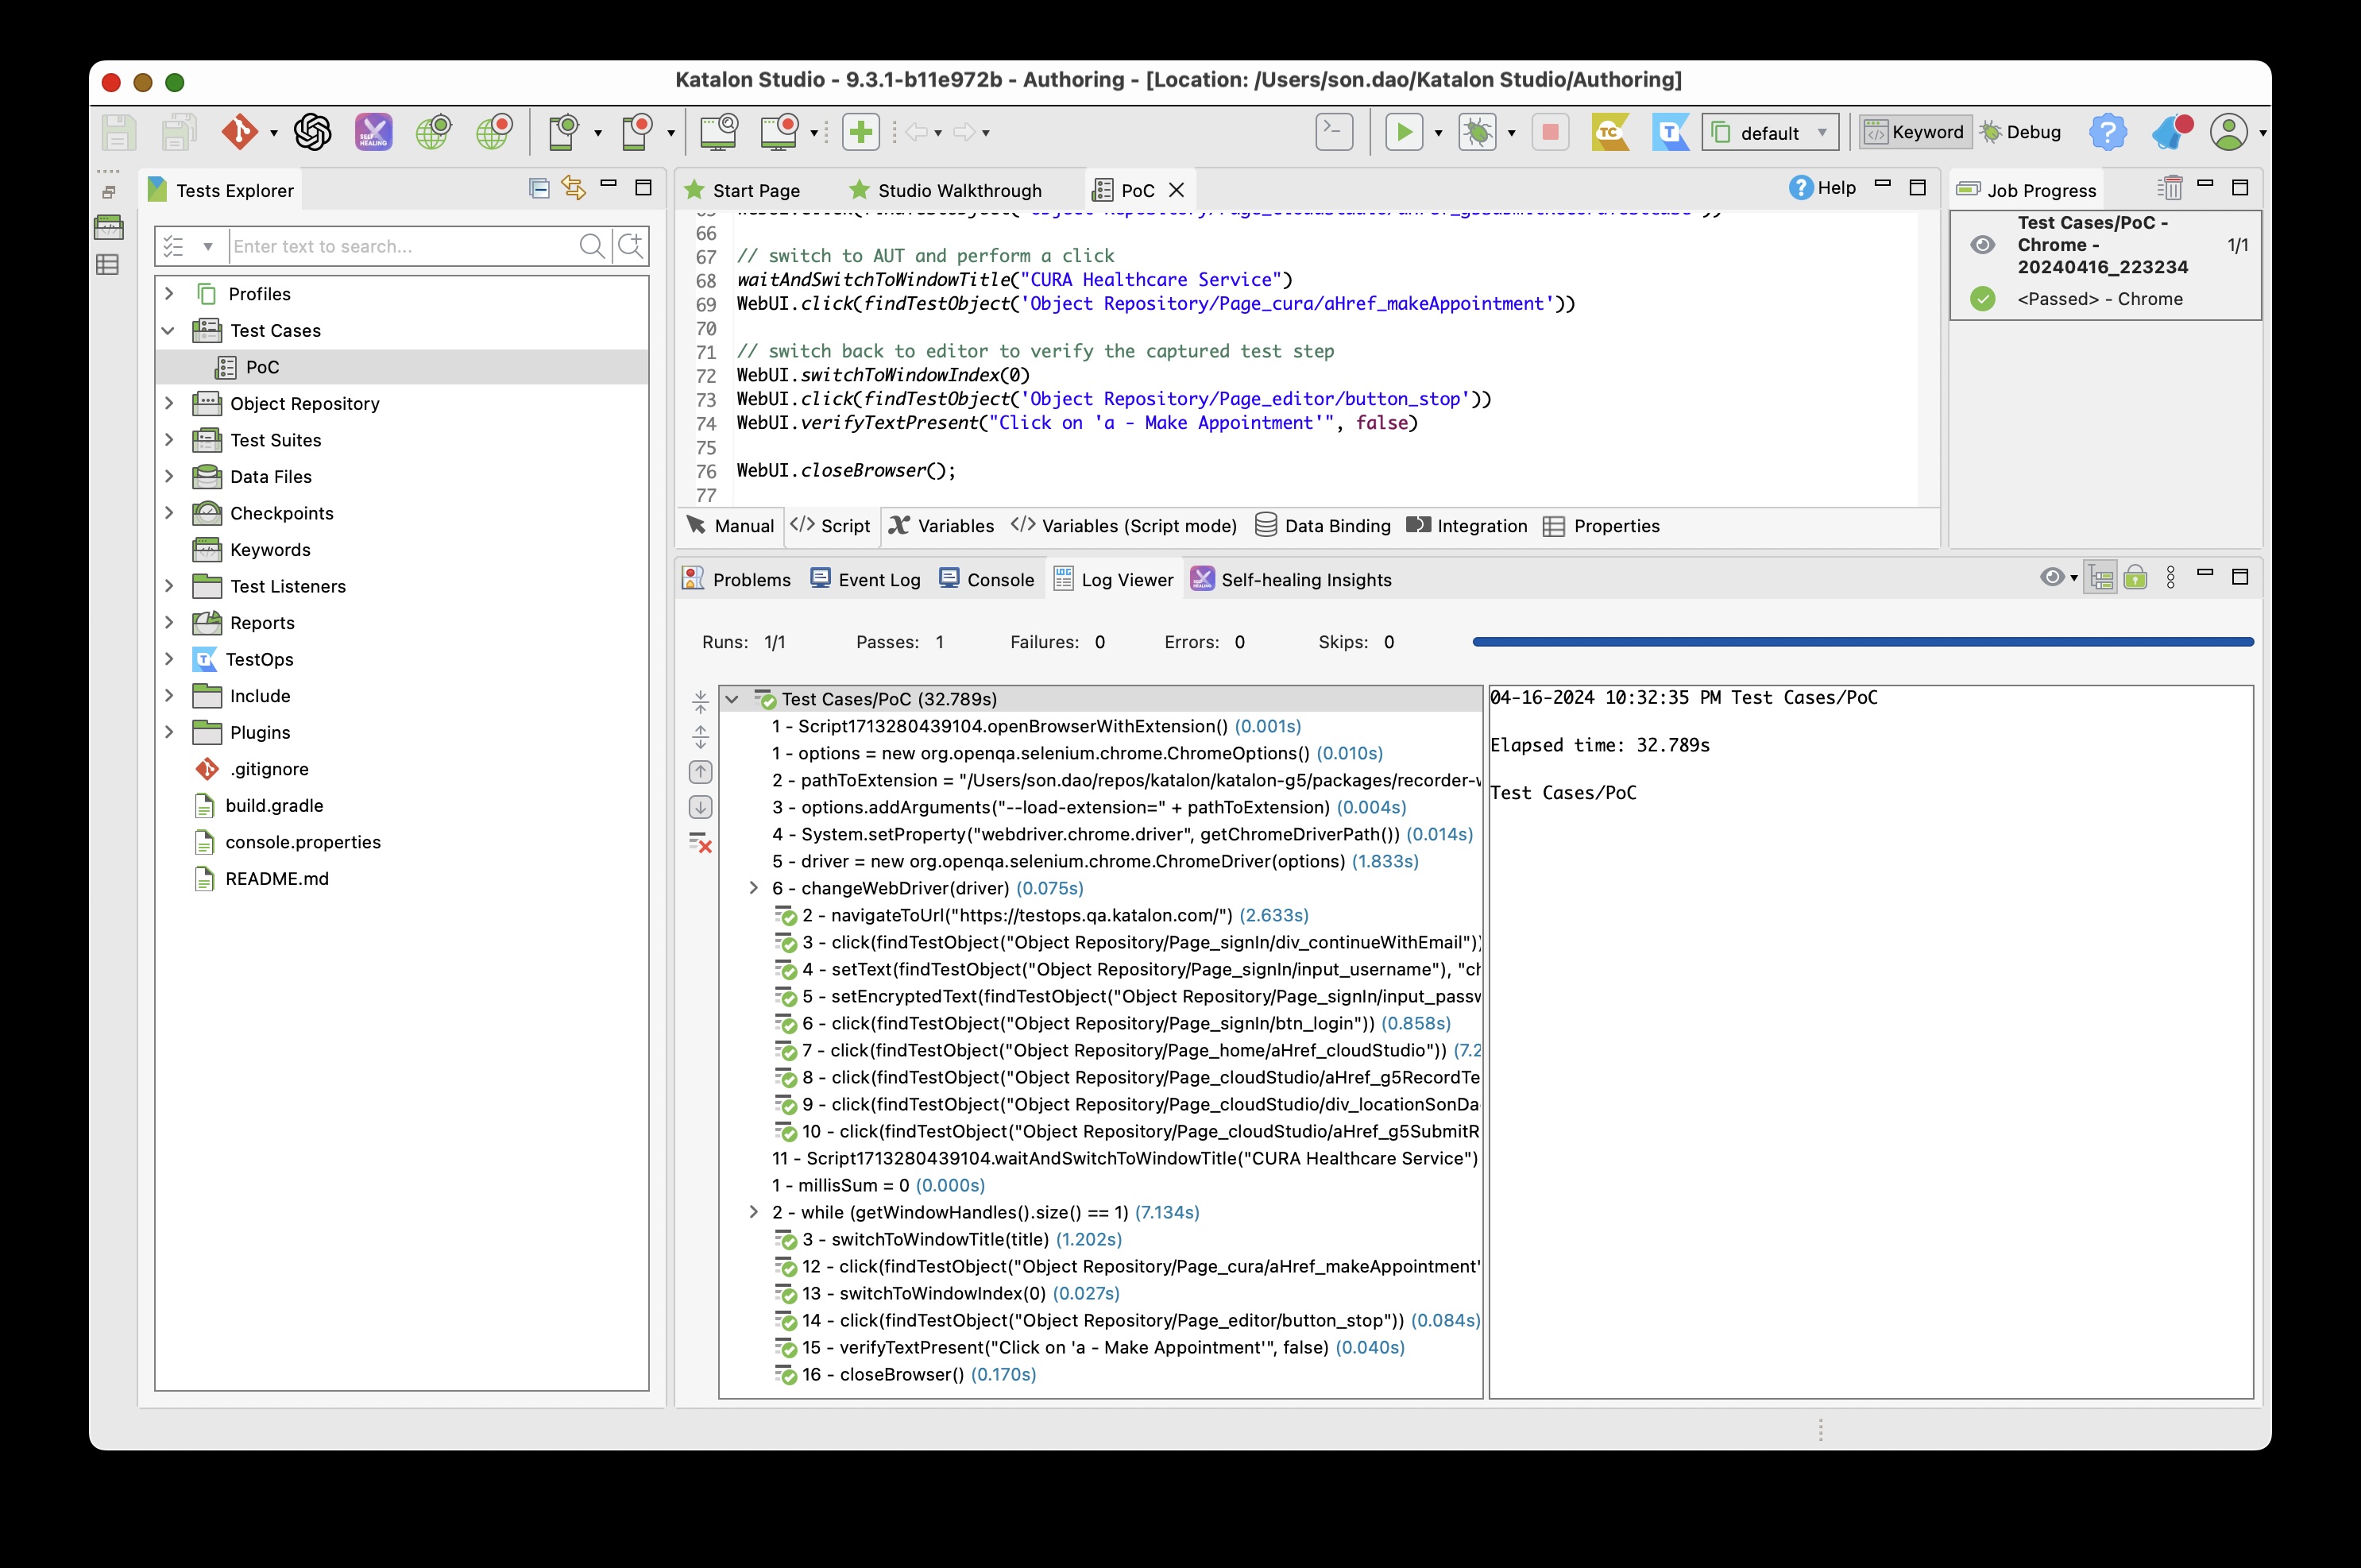 Katalon Studio - 9.3.1-b11e972b - Authoring - [Location: /Users/son.dao/Katalon Studio/Authoring]
SELF HEALING
TC
T
default
Keyword
Debug
Tests Explorer
Enter text to search...
Profiles
Test Cases
PoC
Object Repository
Test Suites
Data Files
Checkpoints
Keywords
Test Listeners
Reports
TestOps
Include
Plugins
.gitignore
build.gradle
console.properties
README.md
Start Page
Studio Walkthrough
PoC
Help
66
67 // switch to AUT and perform a click
68 waitAndSwitchToWindowTitle("CURA Healthcare Service")
69 WebUI.click(findTestObject('Object Repository/Page_cura/aHref_makeAppointment'))
70
71 // switch back to editor to verify the captured test step
72 WebUI.switchToWindowIndex(0)
73 WebUI.click(findTestObject('Object Repository/Page_editor/button_stop'))
74 WebUI.verifyTextPresent("Click on 'a - Make Appointment'", false)
75
76 WebUI.closeBrowser();
77
Manual
Script
Variables
Variables (Script mode)
Data Binding
Integration
Properties
Job Progress
Test Cases/PoC -
Chrome -
20240416_223234
1/1
<Passed> - Chrome
Problems
Event Log
Console
Log Viewer
Self-healing Insights
Runs: 1/1
Passes: 1
Failures: 0
Errors: 0
Skips: 0
Test Cases/PoC (32.789s)
1 - Script1713280439104.openBrowserWithExtension() (0.001s)
1 - options = new org.openqa.selenium.chrome.ChromeOptions() (0.010s)
2 - pathToExtension = "/Users/son.dao/repos/katalon/katalon-g5/packages/recorder-
3 - options.addArguments("--load-extension=" + pathToExtension) (0.004s)
4 - System.setProperty("webdriver.chrome.driver", getChromeDriverPath()) (0.014s)
5 - driver = new org.openqa.selenium.chrome.ChromeDriver(options) (1.833s)
6 - changeWebDriver(driver) (0.075s)
2 - navigateToUrl("https://testops.qa.katalon.com/") (2.633s)
3 - click(findTestObject("Object Repository/Page_signIn/div_continueWithEmail"))
4 - setText(findTestObject("Object Repository/Page_signIn/input_username"), "ch
5 - setEncryptedText(findTestObject("Object Repository/Page_signIn/input_passw
6 - click(findTestObject("Object Repository/Page_signIn/btn_login")) (0.858s)
7 - click(findTestObject("Object Repository/Page_home/aHref_cloudStudio")) (7.2
8 - click(findTestObject("Object Repository/Page_cloudStudio/aHref_g5RecordTe
9 - click(findTestObject("Object Repository/Page_cloudStudio/div_locationSonDa
10 - click(findTestObject("Object Repository/Page_cloudStudio/aHref_g5SubmitR
11 - Script1713280439104.waitAndSwitchToWindowTitle("CURA Healthcare Service")
1 - millisSum = 0 (0.000s)
2 - while (getWindowHandles().size() == 1) (7.134s)
3 - switchToWindowTitle(title) (1.202s)
12 - click(findTestObject("Object Repository/Page_cura/aHref_makeAppointment"
13 - switchToWindowIndex(0) (0.027s)
14 - click(findTestObject("Object Repository/Page_editor/button_stop")) (0.084s)
15 - verifyTextPresent("Click on 'a - Make Appointment'", false) (0.040s)
16 - closeBrowser() (0.170s)
04-16-2024 10:32:35 PM Test Cases/PoC
Elapsed time: 32.789s
Test Cases/PoC